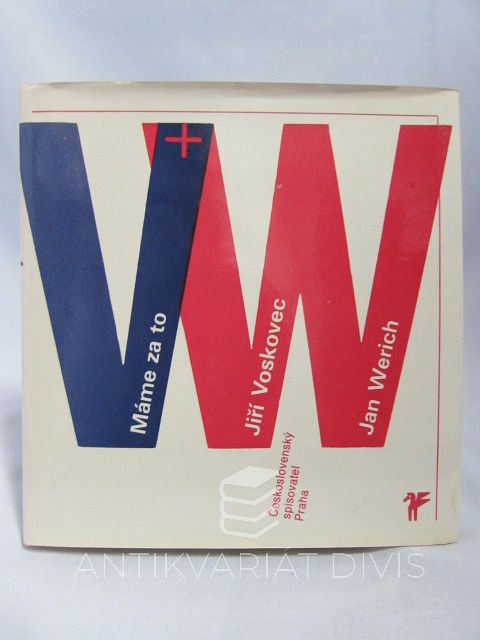 V+W
Máme za to
Jiří Voskovec
Jan Werich
Československý
spisovatel
Praha
ANTIKVARIÁT DIVIŠ